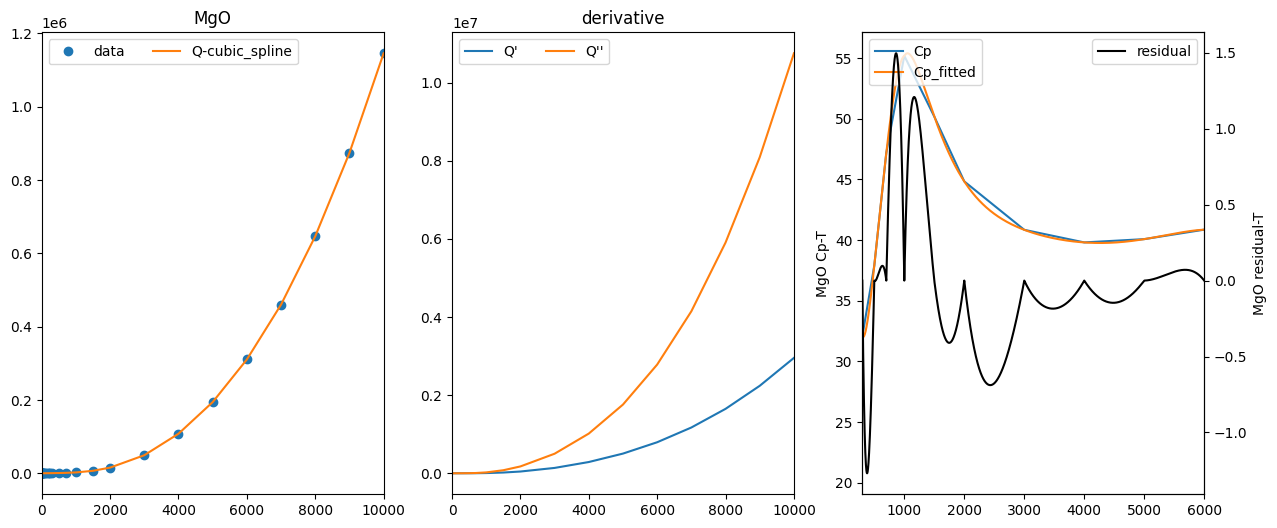 MgO
1e6
data
Q-cubic_spline
1.2
1.0
0.8
0.6
0.4
0.2
0.0
0 2000 4000 6000 8000 10000
derivative
1e7
Q' Q''
1.0
0.8
0.6
0.4
0.2
0.0
0 2000 4000 6000 8000 10000
Cp
Cp_fitted
residual
MgO Cp-T
55
50
45
40
35
30
25
20
1000 2000 3000 4000 5000 6000
1.5
1.0
0.5
0.0
−0.5
−1.0
MgO residual-T